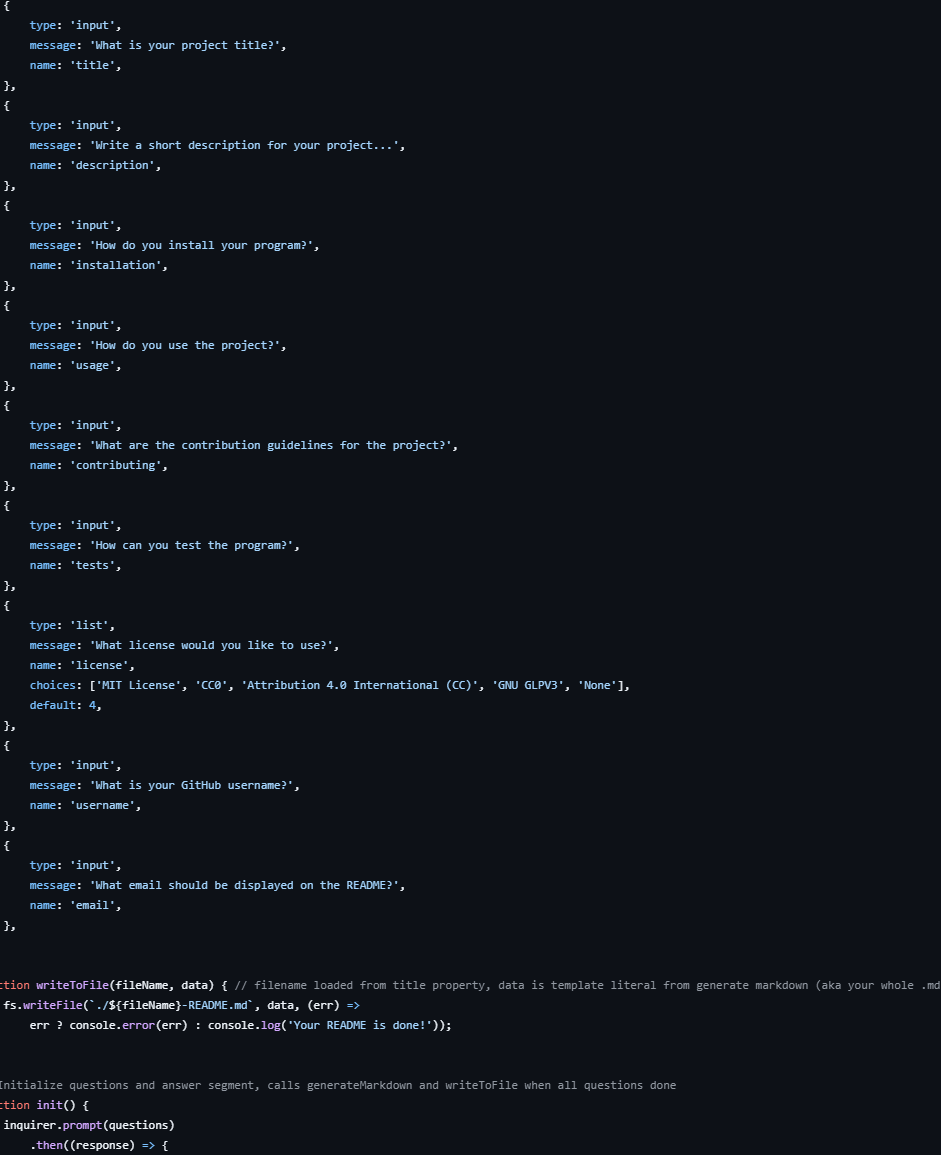 {
type: 'input',
message: 'What is your project title?',
name: 'title',
},
{
type: 'input',
message: 'Write a short description for your project...',
name: 'description',
},
{
type: 'input',
message: 'How do you install your program?',
name: 'installation',
},
{
type: 'input',
message: 'How do you use the project?',
name: 'usage',
},
{
type: 'input',
message: 'What are the contribution guidelines for the project?',
name: 'contributing',
},
{
type: 'input',
message: 'How can you test the program?',
name: 'tests',
},
{
type: 'list',
message: 'What license would you like to use?',
name: 'license',
choices: ['MIT License', 'CC0', 'Attribution 4.0 International (CC)', 'GNU GLPV3', 'None'],
default: 4,
},
{
type: 'input',
message: 'What is your GitHub username?',
name: 'username',
},
{
type: 'input',
message: 'What email should be displayed on the README?',
name: 'email',
},
ction writeToFile(fileName, data) { // filename loaded from title property, data is template literal from generate markdown (aka your whole .md
fs.writeFile(`./${fileName}-README.md`, data, (err) =>
err ? console.error(err) : console.log('Your README is done!'));
Initialize questions and answer segment, calls generateMarkdown and writeToFile when all questions done
ction init() {
inquirer.prompt(questions)
.then((response) => {